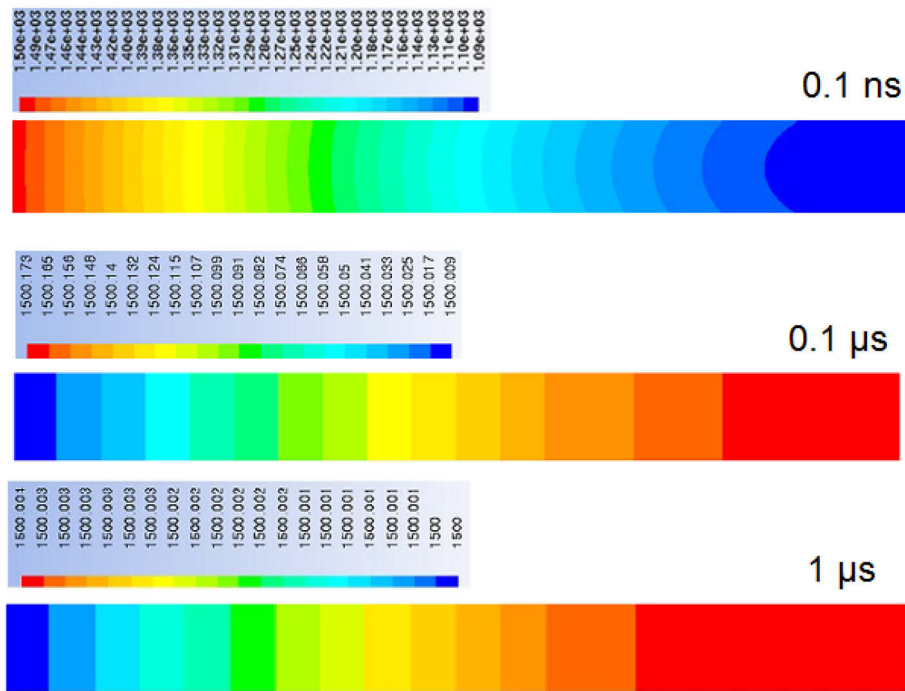 1.50e+03
1.49e+03
1.47e+03
1.46e+03
1.44e+03
1.43e+03
1.42e+03
1.40e+03
1.39e+03
1.38e+03
1.36e+03
1.35e+03
1.33e+03
1.32e+03
1.31e+03
1.29e+03
1.28e+03
1.27e+03
1.25e+03
1.24e+03
1.22e+03
1.21e+03
1.20e+03
1.18e+03
1.17e+03
1.16e+03
1.14e+03
1.13e+03
1.11e+03
1.10e+03
1.09e+03
0.1 ns
1500.173
1500.165
1500.156
1500.148
1500.14
1500.132
1500.124
1500.115
1500.107
1500.099
1500.091
1500.082
1500.074
1500.066
1500.058
1500.05
1500.041
1500.033
1500.025
1500.017
1500.009
0.1 µs
1500.004
1500.003
1500.003
1500.003
1500.003
1500.003
1500.002
1500.002
1500.002
1500.002
1500.002
1500.002
1500.001
1500.001
1500.001
1500.001
1500.001
1500.001
1500
1500
1 µs